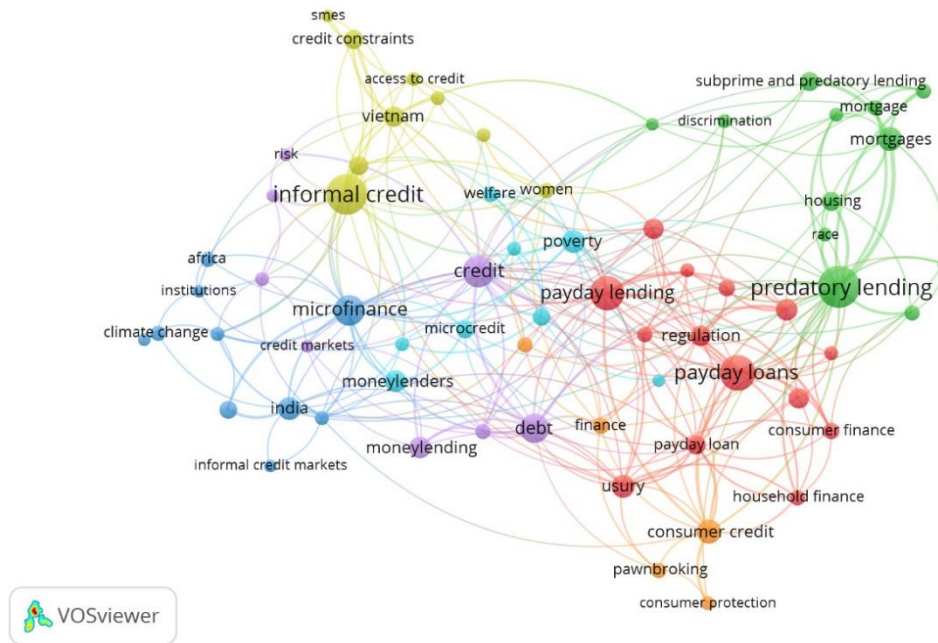 smes
credit constraints
access to credit
subprime and predatory lending
vietnam
mortgage
discrimination
mortgages
risk
informal credit
welfare
women
housing
race
poverty
africa
credit
institutions
payday lending
predatory lending
microfinance
climate change
microcredit
regulation
credit markets
payday loans
moneylenders
india
debt
finance
consumer finance
moneylending
payday loan
informal credit markets
usury
household finance
consumer credit
pawnbroking
consumer protection
VOSviewer